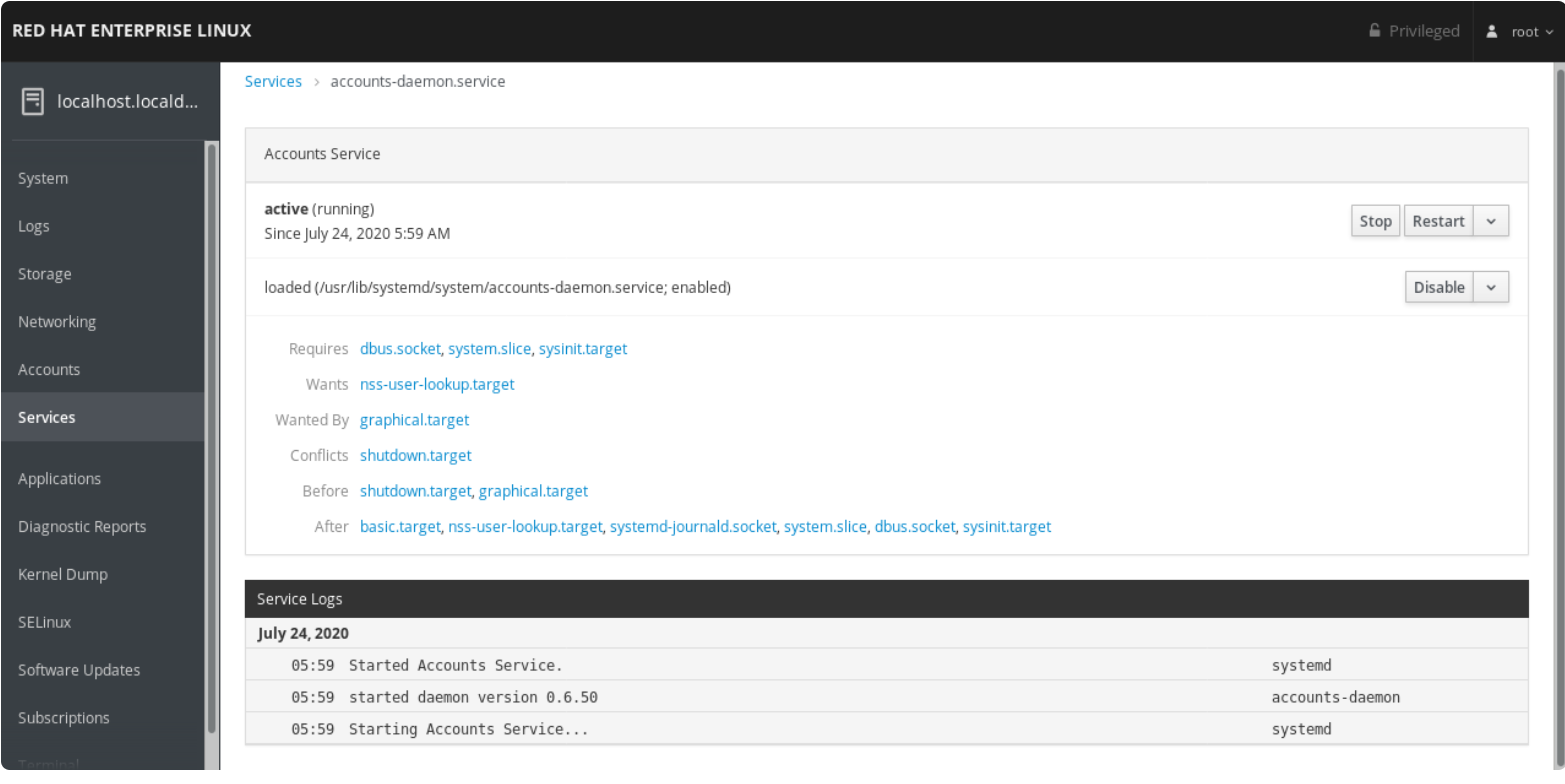 RED HAT ENTERPRISE LINUX
Privileged
root
localhost.locald...
System
Logs
Storage
Networking
Accounts
Services
Applications
Diagnostic Reports
Kernel Dump
SELinux
Software Updates
Subscriptions
Terminal
Services > accounts-daemon.service
Accounts Service
active (running)
Since July 24, 2020 5:59 AM
Stop Restart
loaded (/usr/lib/systemd/system/accounts-daemon.service; enabled)
Disable
Requires dbus.socket, system.slice, sysinit.target
Wants nss-user-lookup.target
Wanted By graphical.target
Conflicts shutdown.target
Before shutdown.target, graphical.target
After basic.target, nss-user-lookup.target, systemd-journald.socket, system.slice, dbus.socket, sysinit.target
Service Logs
July 24, 2020
05:59 Started Accounts Service. systemd
05:59 started daemon version 0.6.50 accounts-daemon
05:59 Starting Accounts Service... systemd